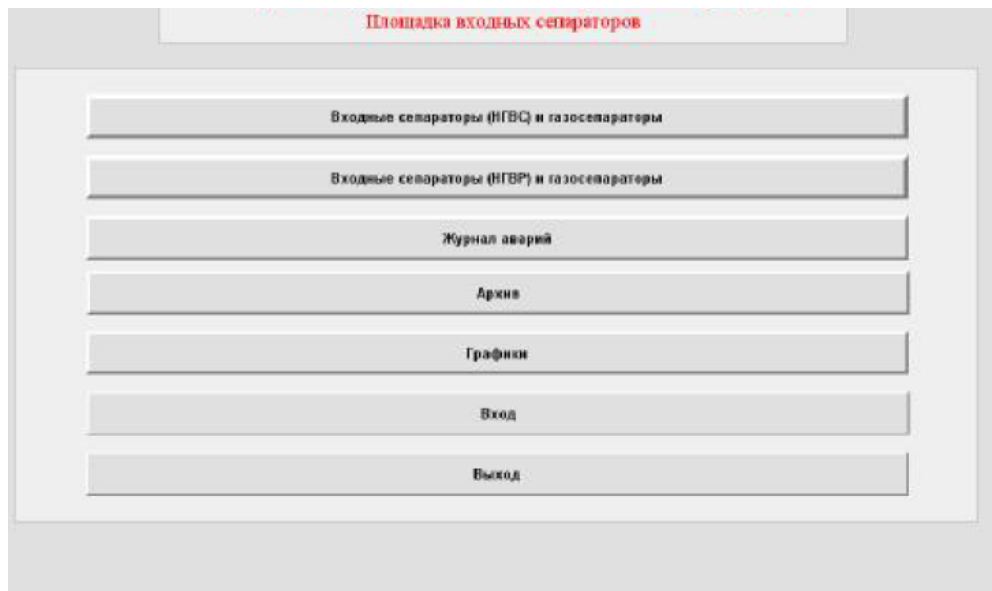 Площадка входных сепараторов
Входные сепараторы (НГВС) и газосепараторы
Входные сепараторы (НГВР) и газосепараторы
Журнал аварий
Архив
Графики
Вход
Выход